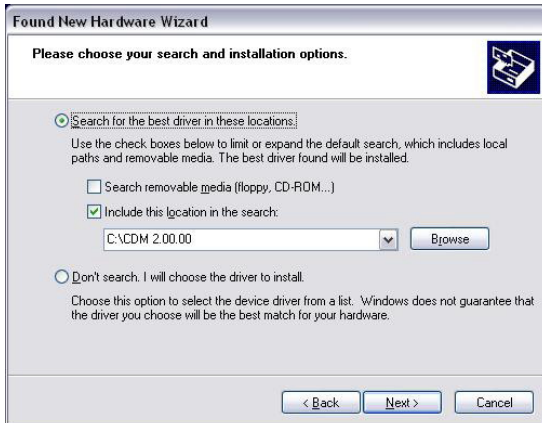 Found New Hardware Wizard
Please choose your search and installation options.
Search for the best driver in these locations.
Use the check boxes below to limit or expand the default search, which includes local
paths and removable media. The best driver found will be installed.
Search removable media (floppy, CD-ROM...)
Include this location in the search:
C:\CDM 2.00.00
Browse
Don't search. I will choose the driver to install.
Choose this option to select the device driver from a list. Windows does not guarantee that
the driver you choose will be the best match for your hardware.
< Back
Next >
Cancel